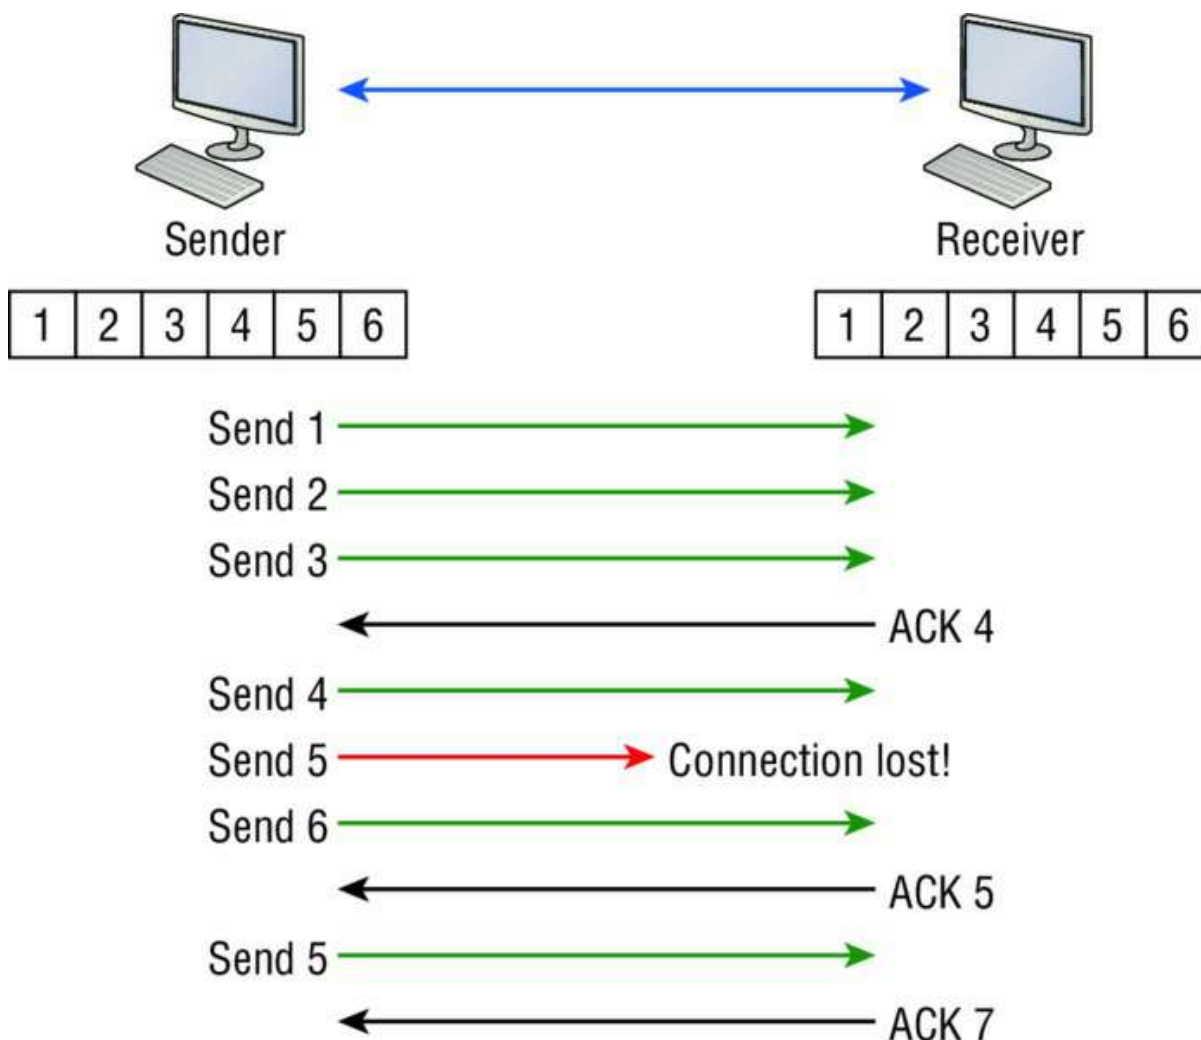 Sender Receiver
1 2 3 4 5 6 1 2 3 4 5 6
Send 1
Send 2
Send 3
ACK 4
Send 4
Send 5 Connection lost!
Send 6
ACK 5
Send 5
ACK 7